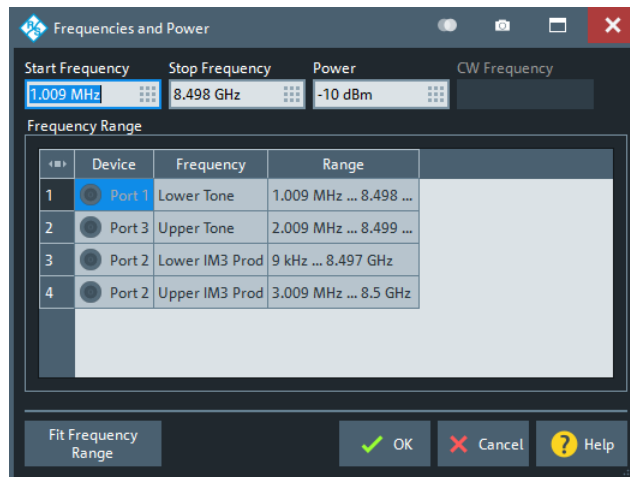 Frequencies and Power
Start Frequency Stop Frequency Power CW Frequency
1.009 MHz 8.498 GHz -10 dBm
Frequency Range
Device Frequency Range
1 Port 1 Lower Tone 1.009 MHz ... 8.498 ...
2 Port 3 Upper Tone 2.009 MHz ... 8.499 ...
3 Port 2 Lower IM3 Prod 9 kHz ... 8.497 GHz
4 Port 2 Upper IM3 Prod 3.009 MHz ... 8.5 GHz
Fit Frequency
Range
OK Cancel ? Help